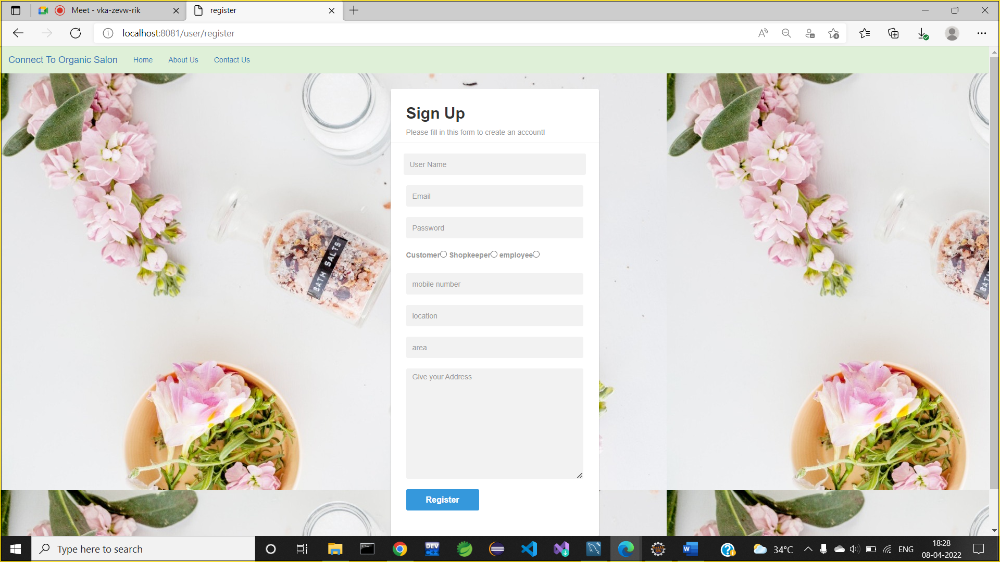 Meet - vka-zevw-rik
register
localhost:8081/user/register
Connect To Organic Salon Home About Us Contact Us
Sign Up
Please fill in this form to create an account!
User Name
Email
Password
Customer Shopkeeper employee
mobile number
location
area
Give your Address
Register
BATH SALTS
BATH
Type here to search
DEV
C++
34°C
ENG
18:28
08-04-2022